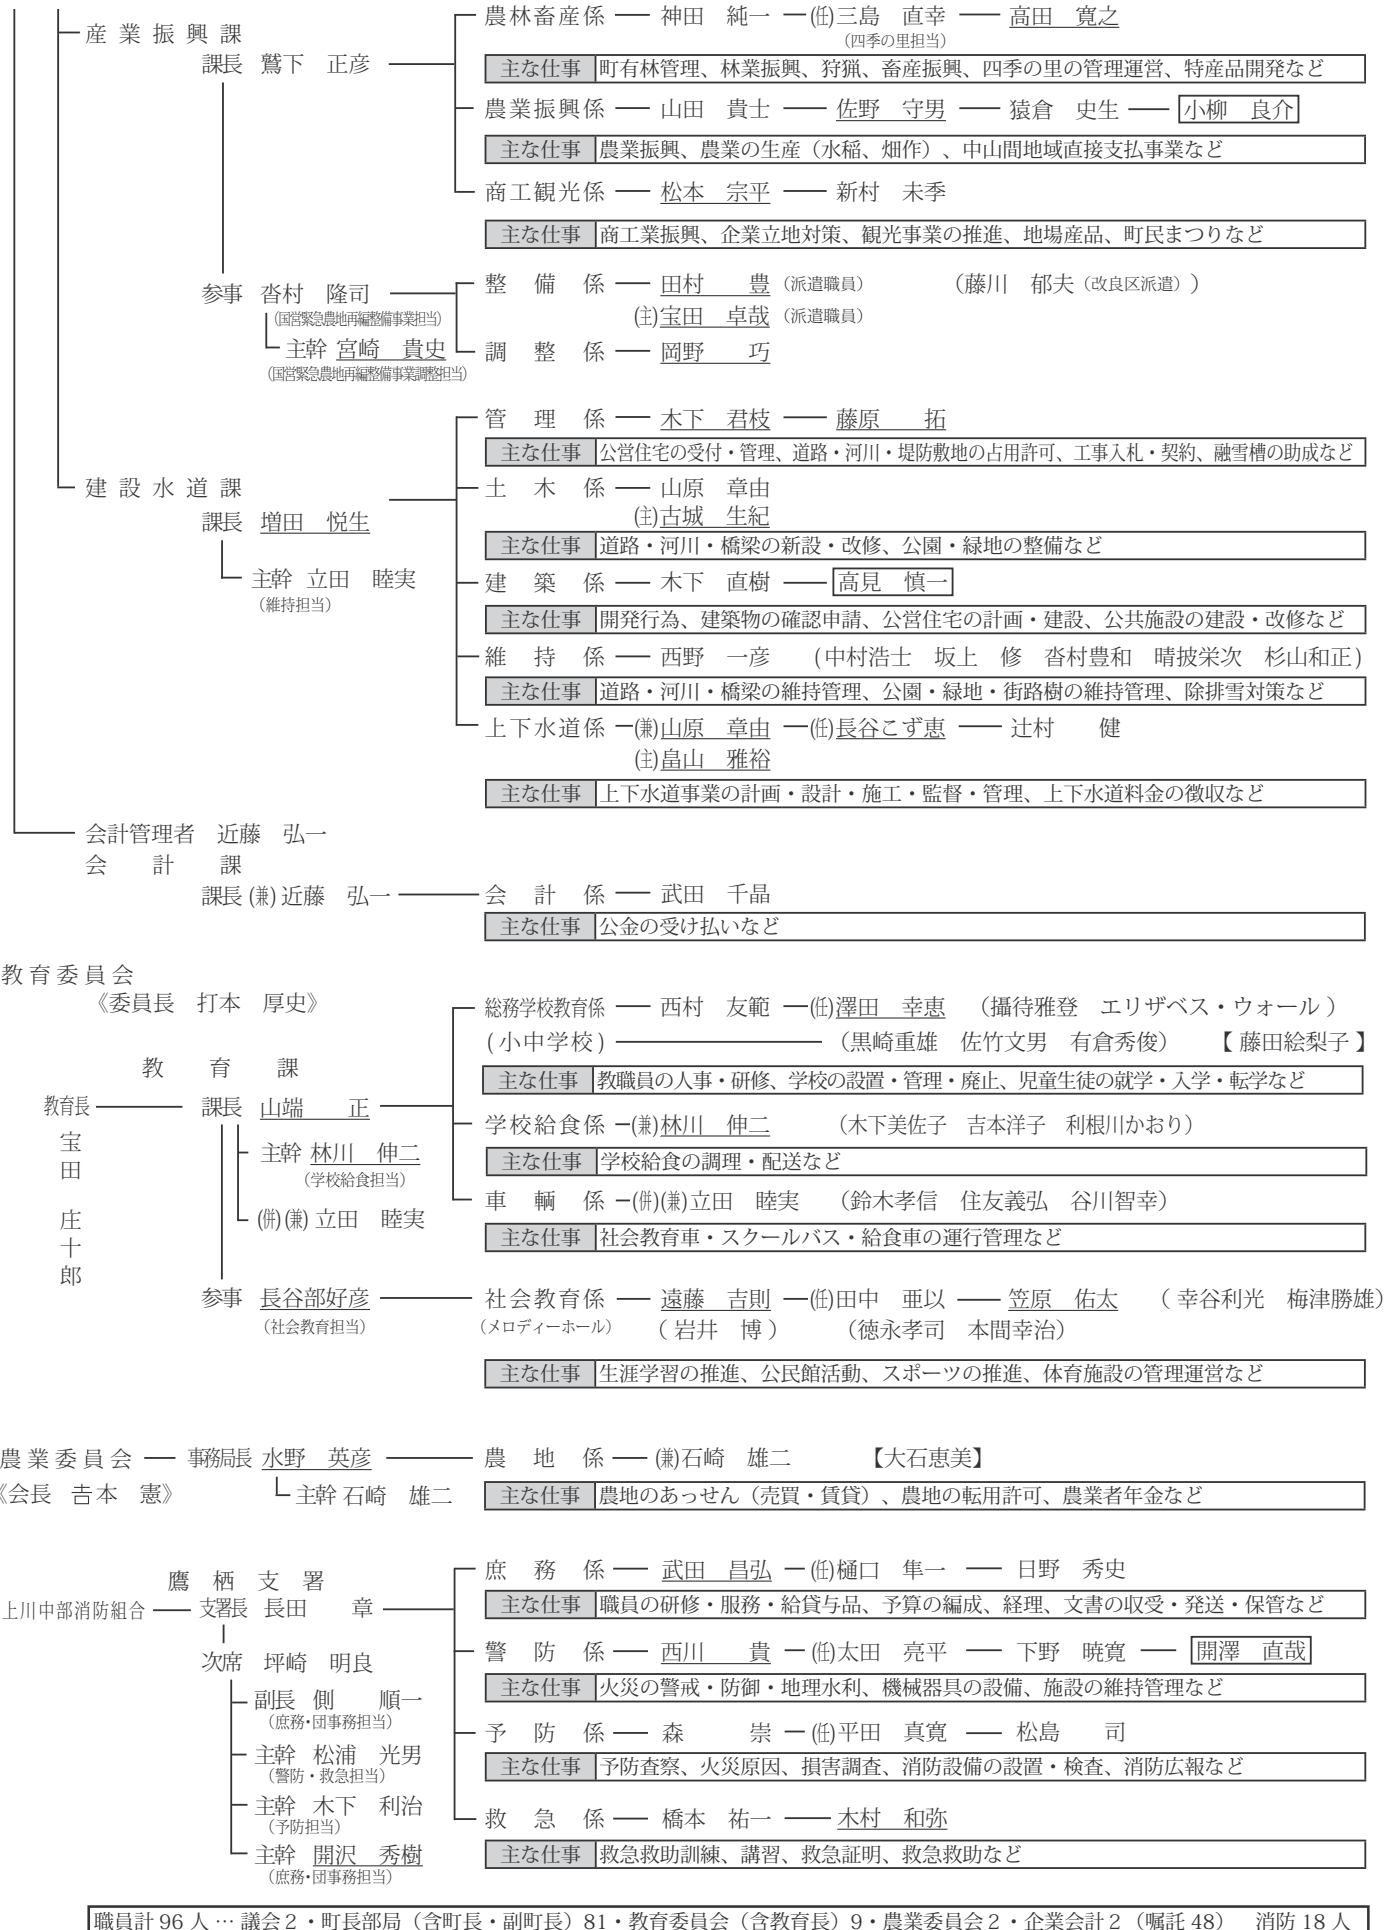 産業振興課
課長 鷲下 正彦
農林畜産係 神田 純一 (任)三島 直幸 高田 寛之
(四季の里担当)
主な仕事 町有林管理、林業振興、狩猟、畜産振興、四季の里の管理運営、特産品開発など
農業振興係 山田 貴士 佐野 守男 猿倉 史生 小柳 良介
主な仕事 農業振興、農業の生産（水稲、畑作）、中山間地域直接支払事業など
商工観光係 松本 宗平 新村 未季
主な仕事 商工業振興、企業立地対策、観光事業の推進、地場産品、町民まつりなど
参事 沓村 隆司
(国営緊急農地再編整備事業担当)
主幹 宮崎 貴史
(国営緊急農地再編整備事業調整担当)
整備係 田村 豊（派遣職員）（藤川 郁夫（改良区派遣））
(主)宝田 卓哉（派遣職員）
調整係 岡野 巧
建設水道課
課長 増田 悦生
主幹 立田 睦実
(維持担当)
管理係 木下 君枝 藤原 拓
主な仕事 公営住宅の受付・管理、道路・河川・堤防敷地の占用許可、工事入札・契約、融雪槽の助成など
土木係 山原 章由
(主)古城 生紀
主な仕事 道路・河川・橋梁の新設・改修、公園・緑地の整備など
建築係 木下 直樹 高見 慎一
主な仕事 開発行為、建築物の確認申請、公営住宅の計画・建設、公共施設の建設・改修など
維持係 西野 一彦 (中村浩士 坂上 修 沓村豊和 晴披栄次 杉山和正)
主な仕事 道路・河川・橋梁の維持管理、公園・緑地・街路樹の維持管理、除排雪対策など
上下水道係 (兼)山原 章由 (任)長谷こず恵 辻村 健
(主)畠山 雅裕
主な仕事 上下水道事業の計画・設計・施工・監督・管理、上下水道料金の徴収など
会計管理者 近藤 弘一
会計課
課長 (兼)近藤 弘一 会計係 武田 千晶
主な仕事 公金の受け払いなど
教育委員会
《委員長 打本 厚史》
教育課
教育長 宝田 庄十郎
課長 山端 正
主幹 林川 伸二
(学校給食担当)
(併)(兼)立田 睦実
総務学校教育係 西村 友範 (任)澤田 幸恵 （攝待雅登 エリザベス・ウォール）
(小中学校) （黒崎重雄 佐竹文男 有倉秀俊） 【藤田絵梨子】
主な仕事 教職員の人事・研修、学校の設置・管理・廃止、児童生徒の就学・入学・転学など
学校給食係 (兼)林川 伸二 （木下美佐子 吉本洋子 利根川かおり）
主な仕事 学校給食の調理・配送など
車輌係 (併)(兼)立田 睦実 （鈴木孝信 住友義弘 谷川智幸）
主な仕事 社会教育車・スクールバス・給食車の運行管理など
参事 長谷部好彦
(社会教育担当)
社会教育係 遠藤 吉則 (任)田中 亜以 笠原 佑太 （幸谷利光 梅津勝雄）
(メロディーホール) （岩井 博） （徳永孝司 本間幸治）
主な仕事 生涯学習の推進、公民館活動、スポーツの推進、体育施設の管理運営など
農業委員会 事務局長 水野 英彦 農地係 (兼)石崎 雄二 【大石恵美】
《会長 𠮷本 憲》 主幹 石崎 雄二
主な仕事 農地のあっせん（売買・賃貸）、農地の転用許可、農業者年金など
鷹栖支署
上川中部消防組合 支署長 長田 章
次席 坪崎 明良
副長 側 順一
(庶務・団事務担当)
主幹 松浦 光男
(警防・救急担当)
主幹 木下 利治
(予防担当)
主幹 開沢 秀樹
(庶務・団事務担当)
庶務係 武田 昌弘 (任)樋口 隼一 日野 秀史
主な仕事 職員の研修・服務・給貸与品、予算の編成、経理、文書の収受・発送・保管など
警防係 西川 貴 (任)太田 亮平 下野 暁寛 開澤 直哉
主な仕事 火災の警戒・防御・地理水利、機械器具の設備、施設の維持管理など
予防係 森 崇 (任)平田 真寛 松島 司
主な仕事 予防査察、火災原因、損害調査、消防設備の設置・検査、消防広報など
救急係 橋本 祐一 木村 和弥
主な仕事 救急救助訓練、講習、救急証明、救急救助など
職員計 96 人 … 議会 2・町長部局（含町長・副町長）81・教育委員会（含教育長）9・農業委員会 2・企業会計 2（嘱託 48） 消防 18 人